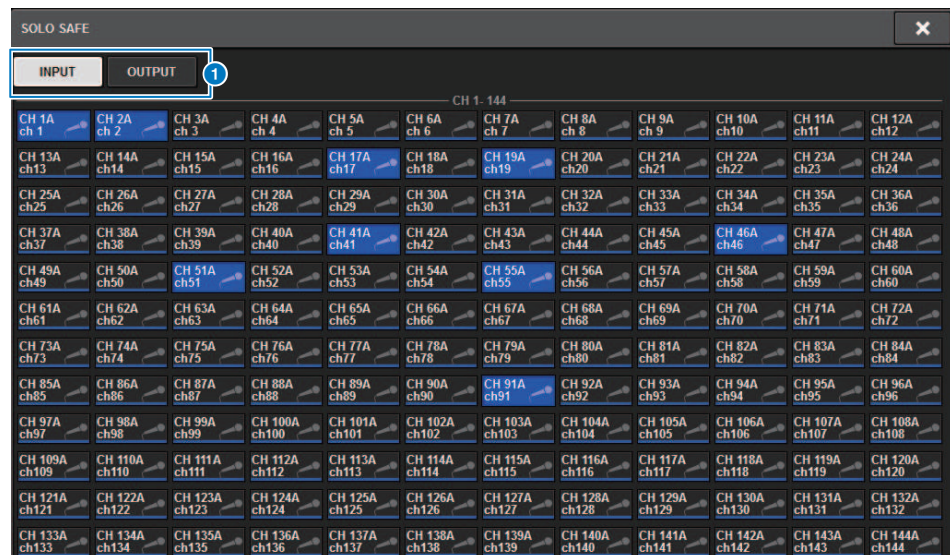 SOLO SAFE
INPUT OUTPUT 1
CH 1- 144
CH 1A CH 2A CH 3A CH 4A CH 5A CH 6A CH 7A CH 8A CH 9A CH 10A CH 11A CH 12A
ch 1 ch 2 ch 3 ch 4 ch 5 ch 6 ch 7 ch 8 ch 9 ch10 ch11 ch12
CH 13A CH 14A CH 15A CH 16A CH 17A CH 18A CH 19A CH 20A CH 21A CH 22A CH 23A CH 24A
ch13 ch14 ch15 ch16 ch17 ch18 ch19 ch20 ch21 ch22 ch23 ch24
CH 25A CH 26A CH 27A CH 28A CH 29A CH 30A CH 31A CH 32A CH 33A CH 34A CH 35A CH 36A
ch25 ch26 ch27 ch28 ch29 ch30 ch31 ch32 ch33 ch34 ch35 ch36
CH 37A CH 38A CH 39A CH 40A CH 41A CH 42A CH 43A CH 44A CH 45A CH 46A CH 47A CH 48A
ch37 ch38 ch39 ch40 ch41 ch42 ch43 ch44 ch45 ch46 ch47 ch48
CH 49A CH 50A CH 51A CH 52A CH 53A CH 54A CH 55A CH 56A CH 57A CH 58A CH 59A CH 60A
ch49 ch50 ch51 ch52 ch53 ch54 ch55 ch56 ch57 ch58 ch59 ch60
CH 61A CH 62A CH 63A CH 64A CH 65A CH 66A CH 67A CH 68A CH 69A CH 70A CH 71A CH 72A
ch61 ch62 ch63 ch64 ch65 ch66 ch67 ch68 ch69 ch70 ch71 ch72
CH 73A CH 74A CH 75A CH 76A CH 77A CH 78A CH 79A CH 80A CH 81A CH 82A CH 83A CH 84A
ch73 ch74 ch75 ch76 ch77 ch78 ch79 ch80 ch81 ch82 ch83 ch84
CH 85A CH 86A CH 87A CH 88A CH 89A CH 90A CH 91A CH 92A CH 93A CH 94A CH 95A CH 96A
ch85 ch86 ch87 ch88 ch89 ch90 ch91 ch92 ch93 ch94 ch95 ch96
CH 97A CH 98A CH 99A CH 100A CH 101A CH 102A CH 103A CH 104A CH 105A CH 106A CH 107A CH 108A
ch97 ch98 ch99 ch100 ch101 ch102 ch103 ch104 ch105 ch106 ch107 ch108
CH 109A CH 110A CH 111A CH 112A CH 113A CH 114A CH 115A CH 116A CH 117A CH 118A CH 119A CH 120A
ch109 ch110 ch111 ch112 ch113 ch114 ch115 ch116 ch117 ch118 ch119 ch120
CH 121A CH 122A CH 123A CH 124A CH 125A CH 126A CH 127A CH 128A CH 129A CH 130A CH 131A CH 132A
ch121 ch122 ch123 ch124 ch125 ch126 ch127 ch128 ch129 ch130 ch131 ch132
CH 133A CH 134A CH 135A CH 136A CH 137A CH 138A CH 139A CH 140A CH 141A CH 142A CH 143A CH 144A
ch133 ch134 ch135 ch136 ch137 ch138 ch139 ch140 ch141 ch142 ch143 ch144